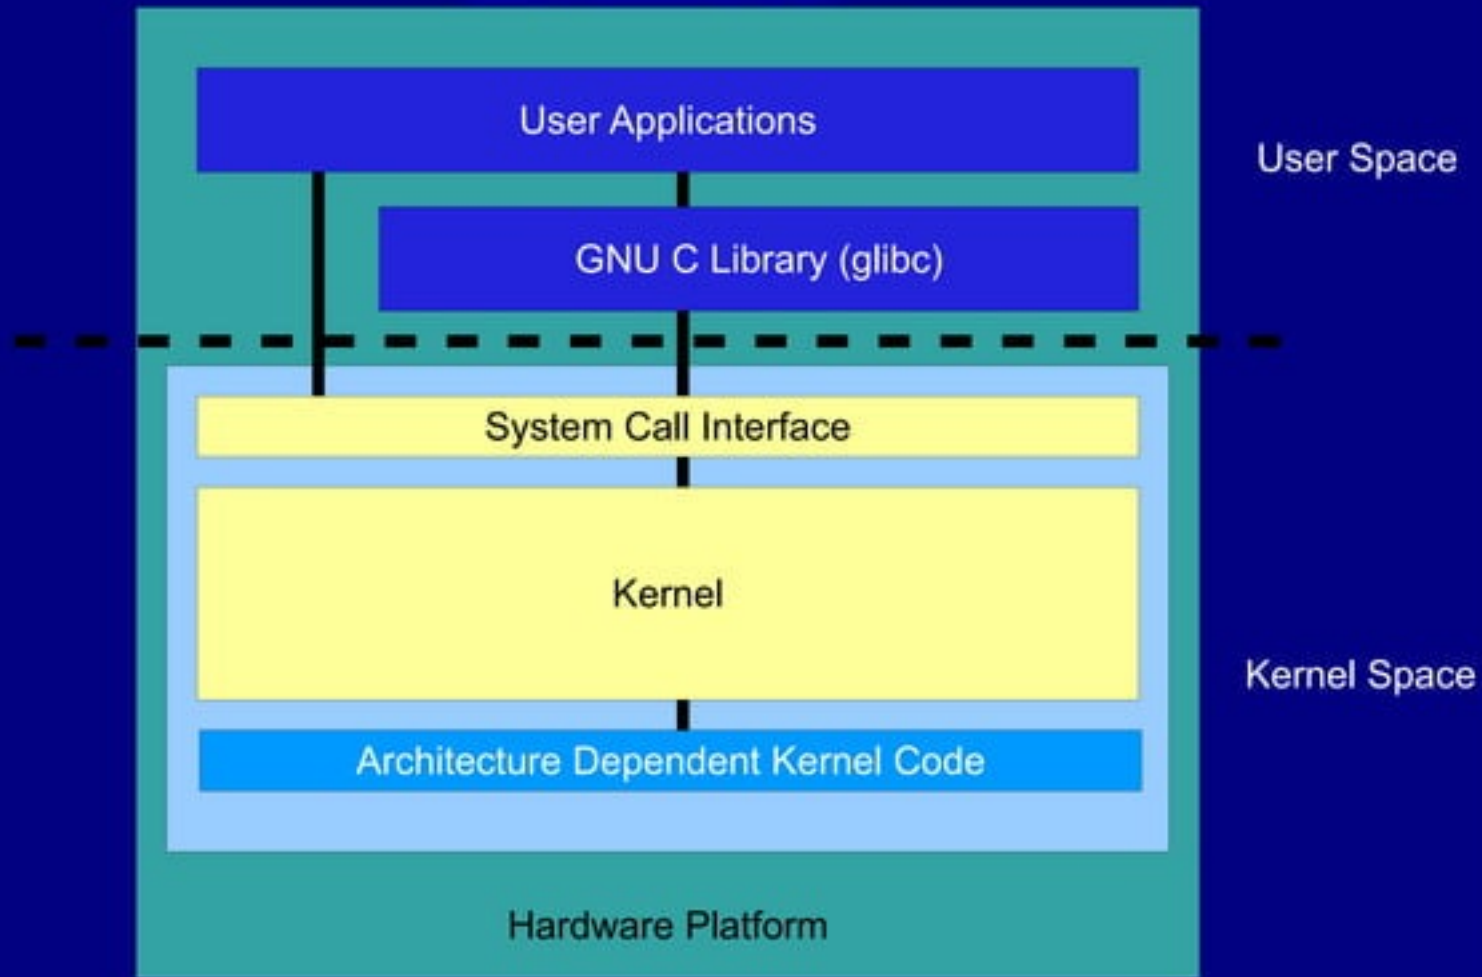 User Applications
User Space
GNU C Library (glibc)
System Call Interface
Kernel
Kernel Space
Architecture Dependent Kernel Code
Hardware Platform